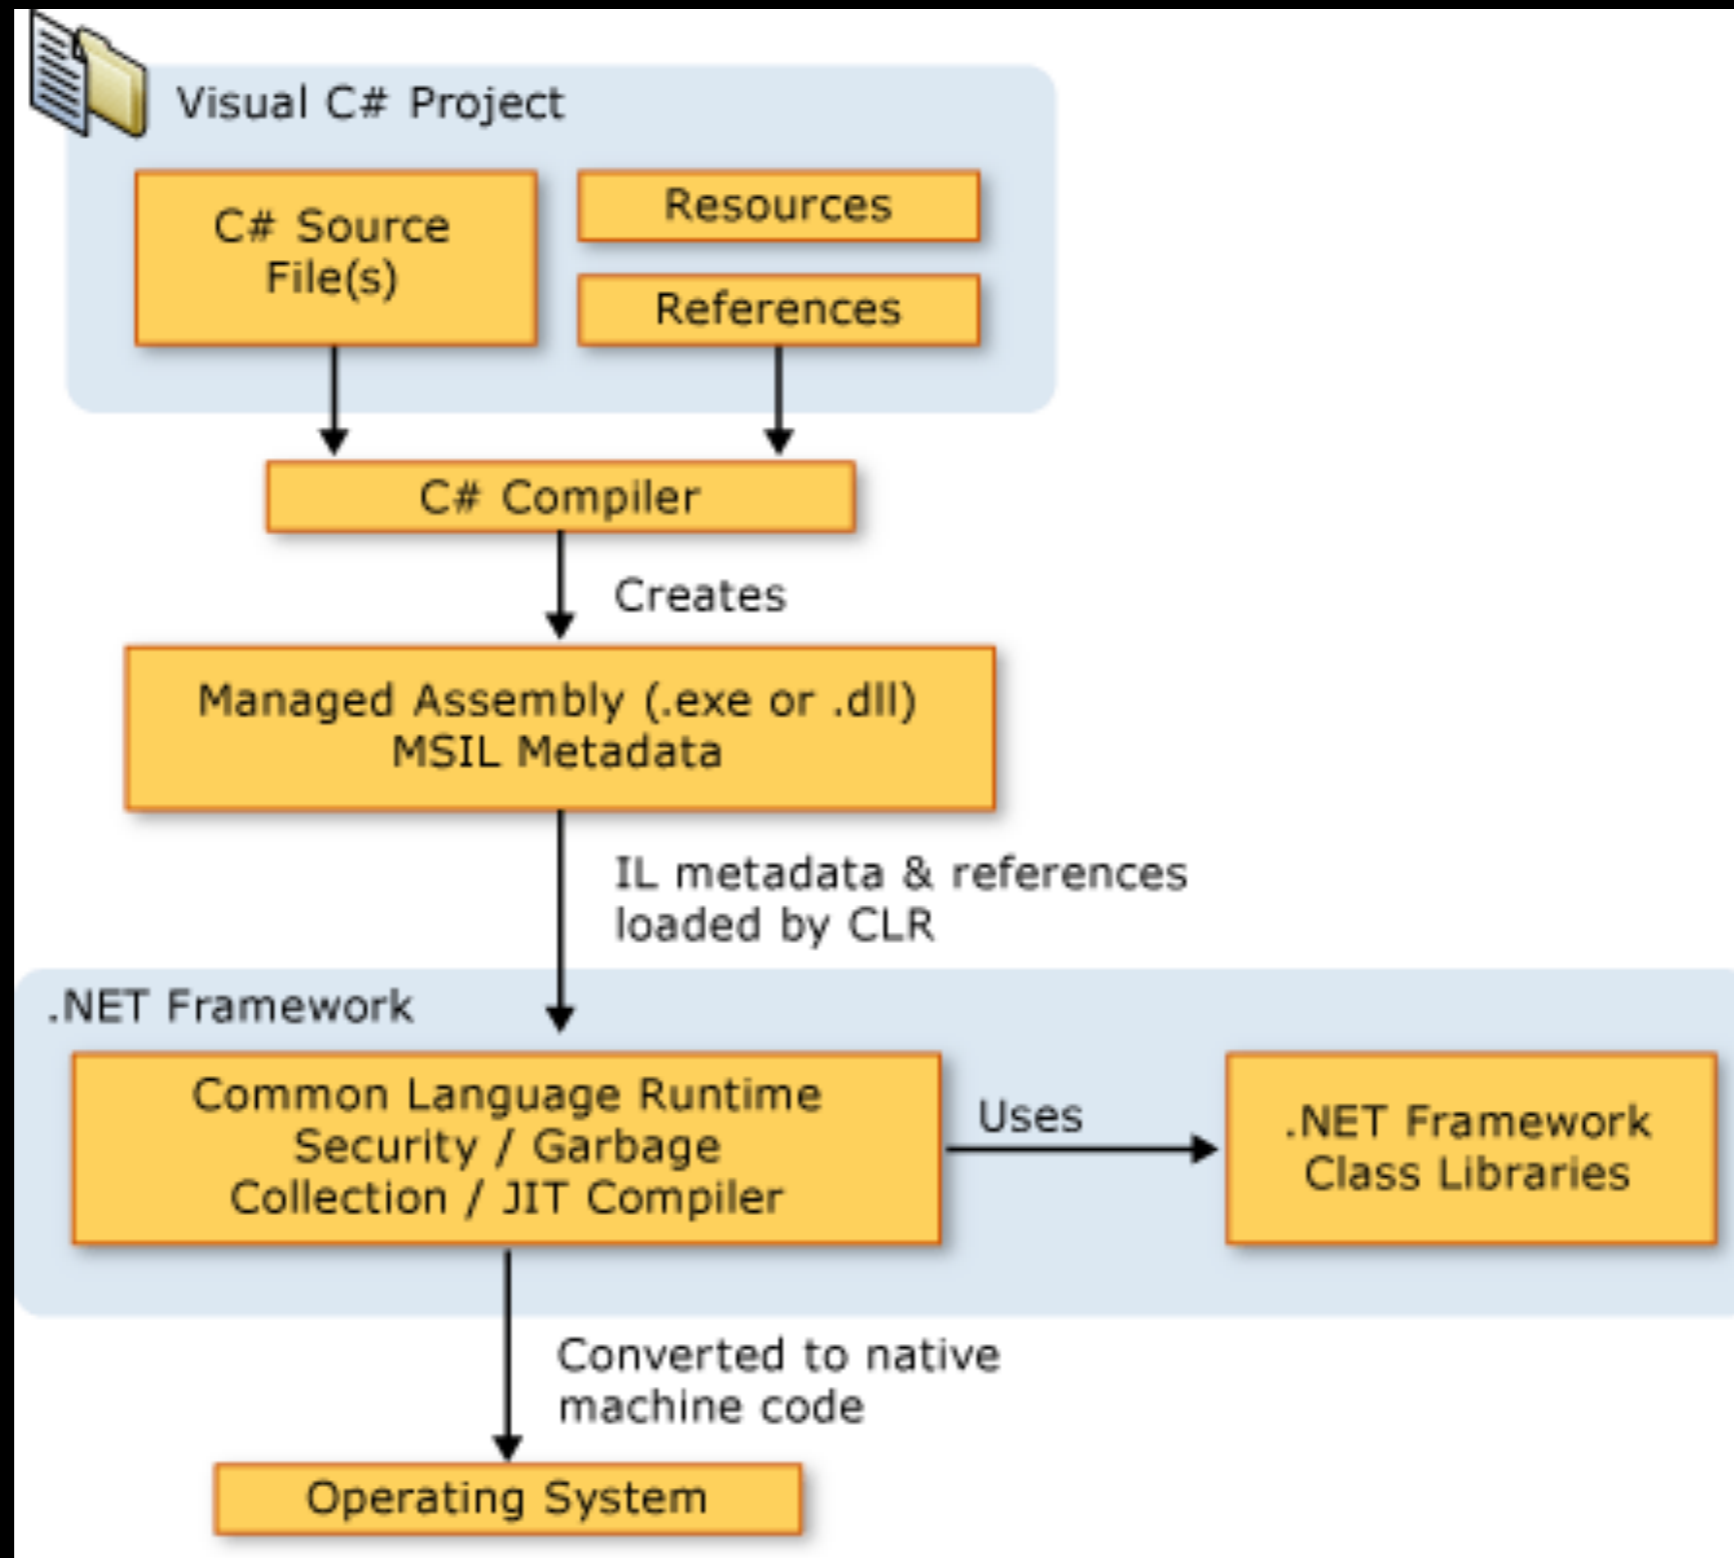 Visual C# Project
C# Source
File(s)
Resources
References
C# Compiler
Creates
Managed Assembly (.exe or .dll)
MSIL Metadata
IL metadata & references
loaded by CLR
.NET Framework
Common Language Runtime
Security / Garbage
Collection / JIT Compiler
Uses
.NET Framework
Class Libraries
Converted to native
machine code
Operating System